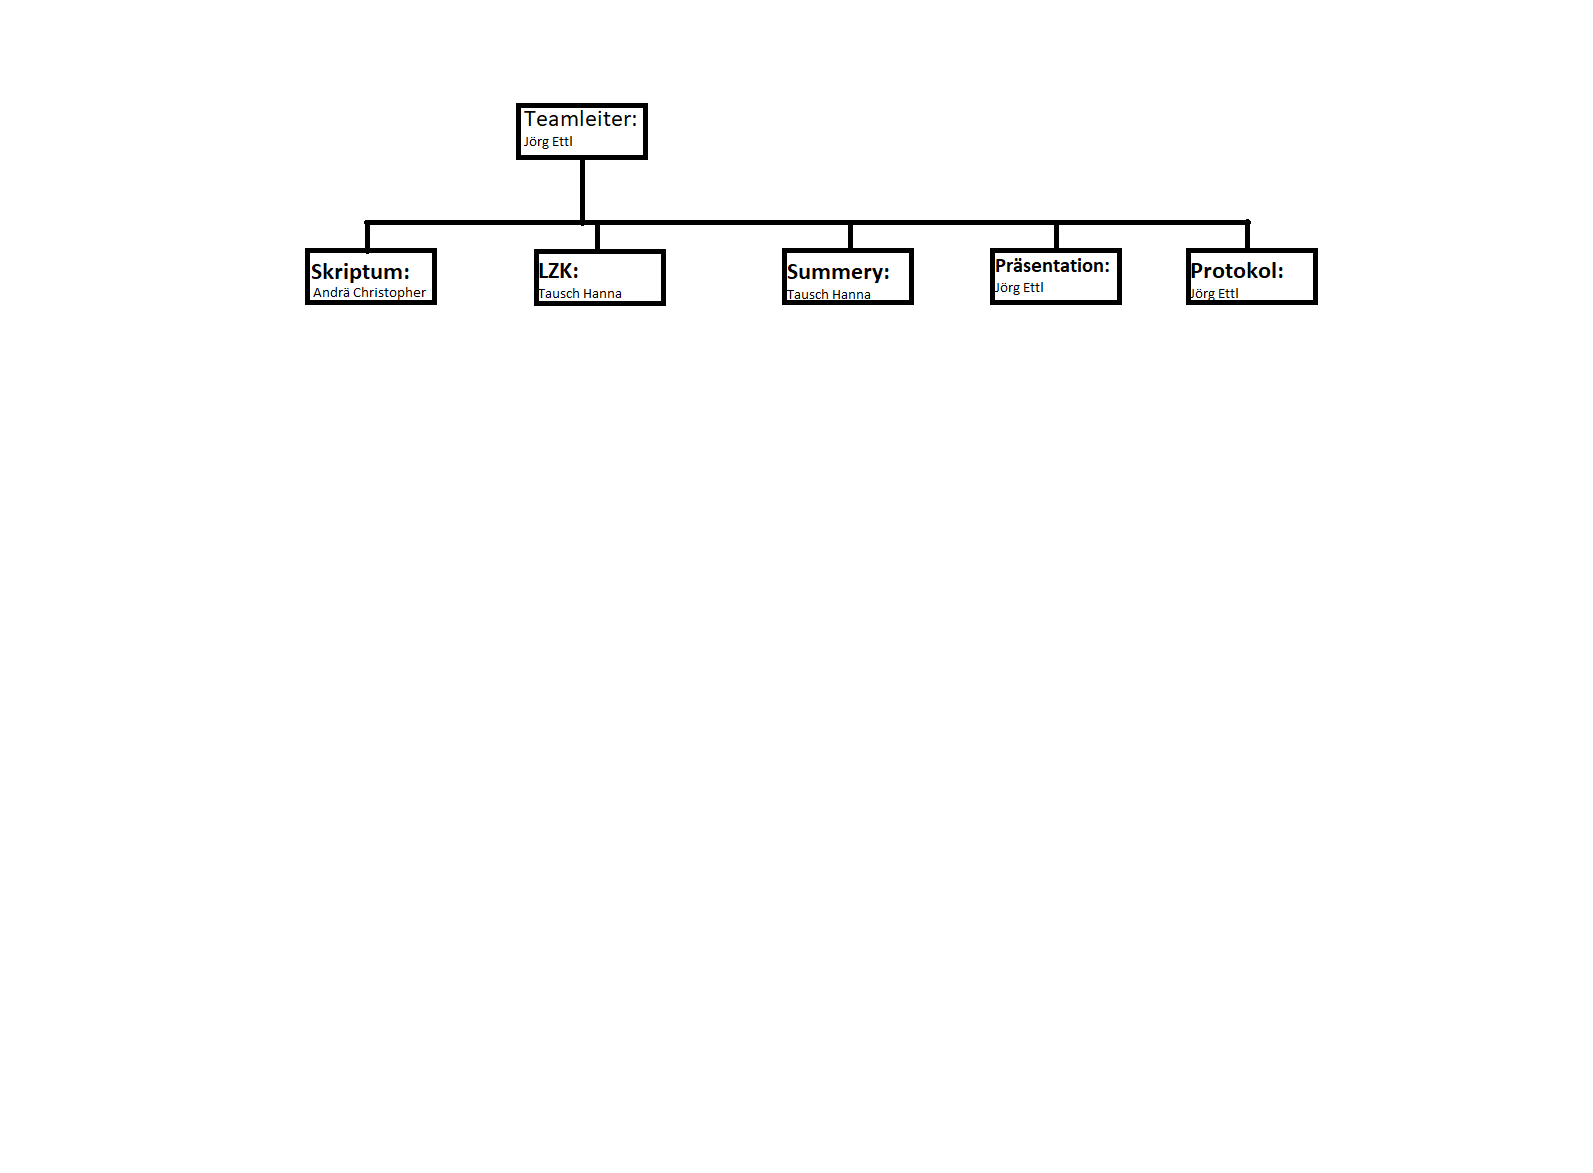 Teamleiter:
Jörg Ettl
Skriptum:
Andrä Christopher
LZK:
Tausch Hanna
Summery:
Tausch Hanna
Präsentation:
Jörg Ettl
Protokol:
Jörg Ettl